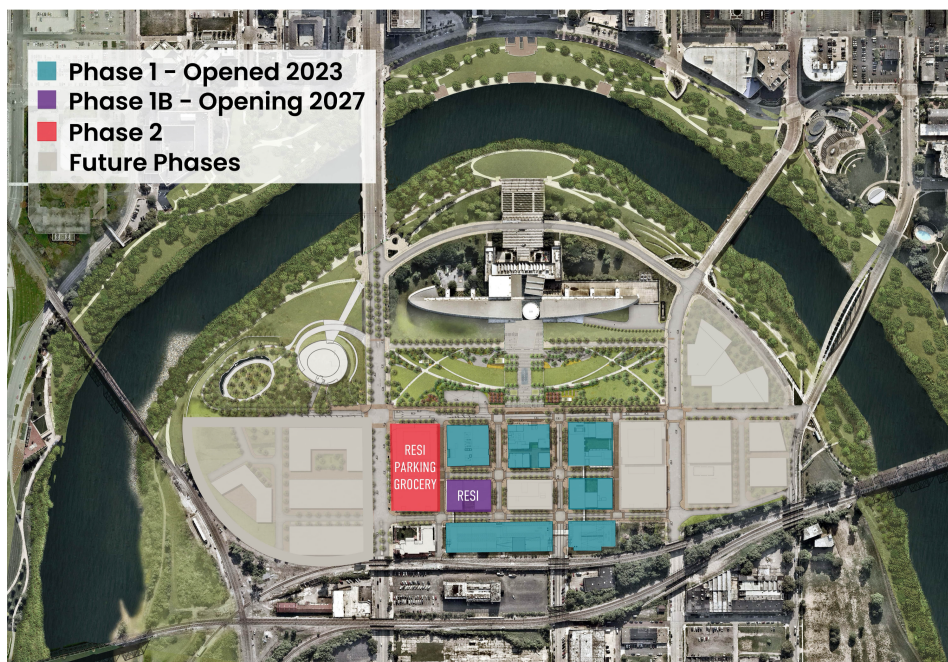 Phase 1 - Opened 2023
Phase 1B - Opening 2027
Phase 2
Future Phases
RESI
PARKING
GROCERY
RESI